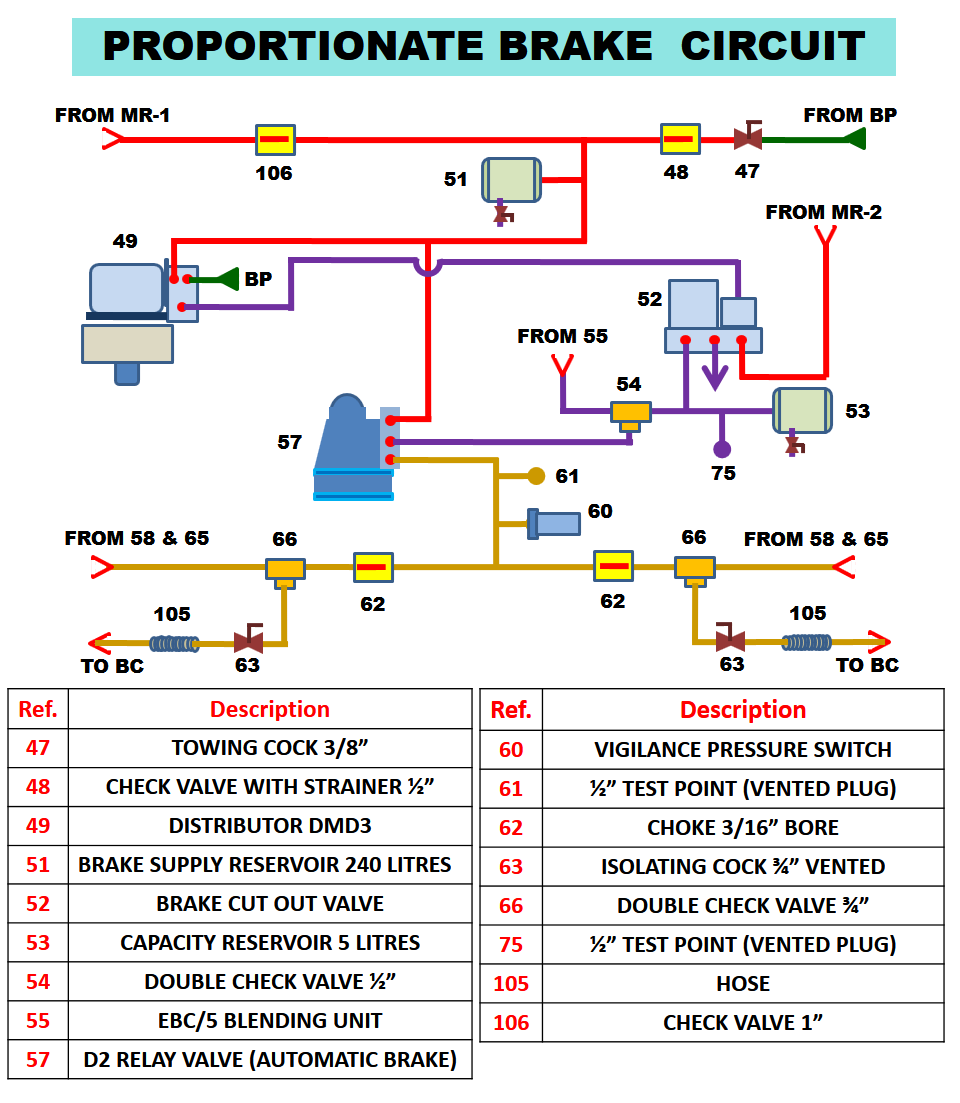 PROPORTIONATE BRAKE CIRCUIT
FROM MR-1
FROM BP
106
51
48
47
FROM MR-2
49
BP
52
FROM 55
54
53
57
75
61
60
FROM 58 & 65
66
66
FROM 58 & 65
62
62
105
105
TO BC
63
63
TO BC
Ref. Description
47 TOWING COCK 3/8”
48 CHECK VALVE WITH STRAINER ½”
49 DISTRIBUTOR DMD3
51 BRAKE SUPPLY RESERVOIR 240 LITRES
52 BRAKE CUT OUT VALVE
53 CAPACITY RESERVOIR 5 LITRES
54 DOUBLE CHECK VALVE ½”
55 EBC/5 BLENDING UNIT
57 D2 RELAY VALVE (AUTOMATIC BRAKE)
Ref. Description
60 VIGILANCE PRESSURE SWITCH
61 ½” TEST POINT (VENTED PLUG)
62 CHOKE 3/16” BORE
63 ISOLATING COCK ¾” VENTED
66 DOUBLE CHECK VALVE ¾”
75 ½” TEST POINT (VENTED PLUG)
105 HOSE
106 CHECK VALVE 1”